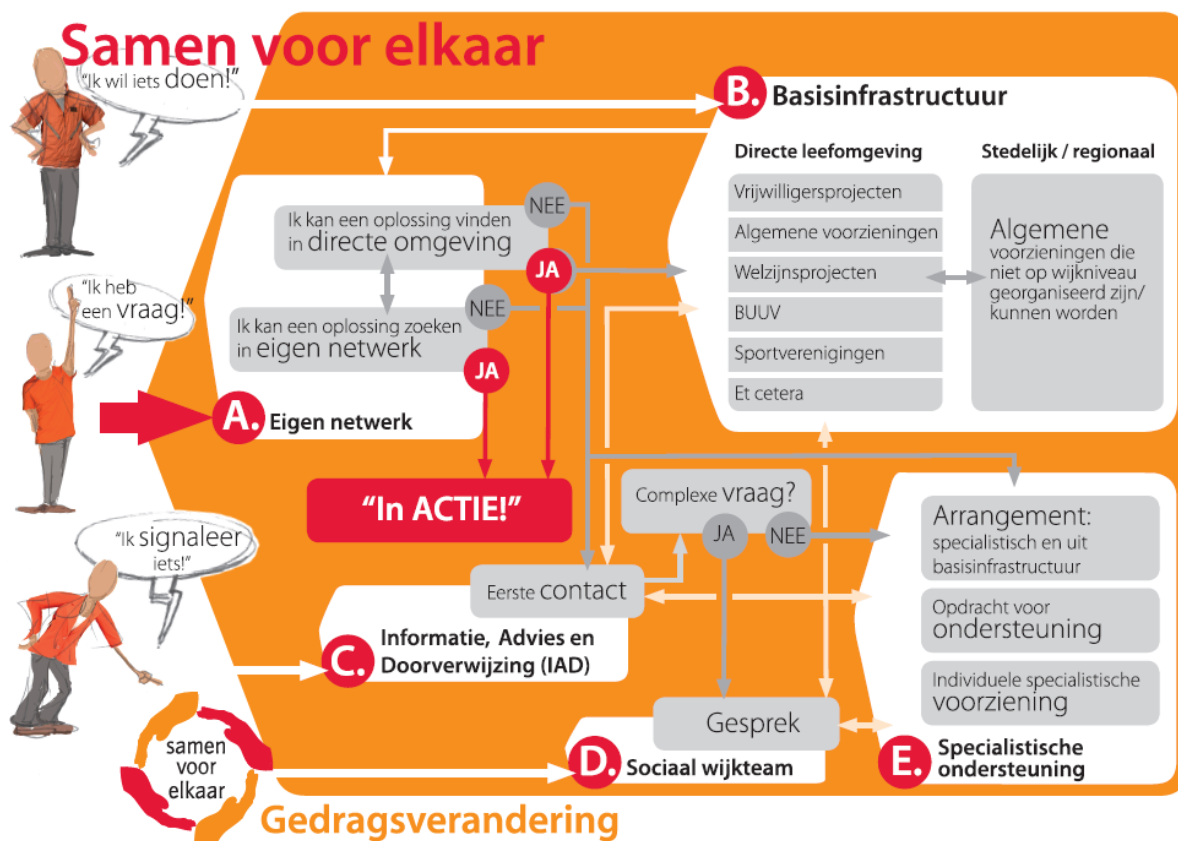 Samen voor elkaar
“Ik wil iets doen!”
B. Basisinfrastructuur
Directe leefomgeving
Vrijwilligersprojecten
Algemene voorzieningen
Welzijnsprojecten
BUUV
Sportverenigingen
Et cetera
Stedelijk / regionaal
Algemene
voorzieningen die
niet op wijkniveau
georganiseerd zijn/
kunnen worden
Ik kan een oplossing vinden
in directe omgeving
NEE
JA
“Ik heb
een vraag!”
Ik kan een oplossing zoeken
in eigen netwerk
NEE
JA
A. Eigen netwerk
“In ACTIE!”
Complexe vraag?
JA
NEE
“Ik signaleer
iets!”
Eerste contact
C. Informatie, Advies en
Doorverwijzing (IAD)
Arrangement:
specialistisch en uit
basisinfrastructuur
Opdracht voor
ondersteuning
Individuele specialistische
voorziening
E. Specialistische
ondersteuning
Gesprek
D. Sociaal wijkteam
samen
voor
elkaar
Gedragsverandering